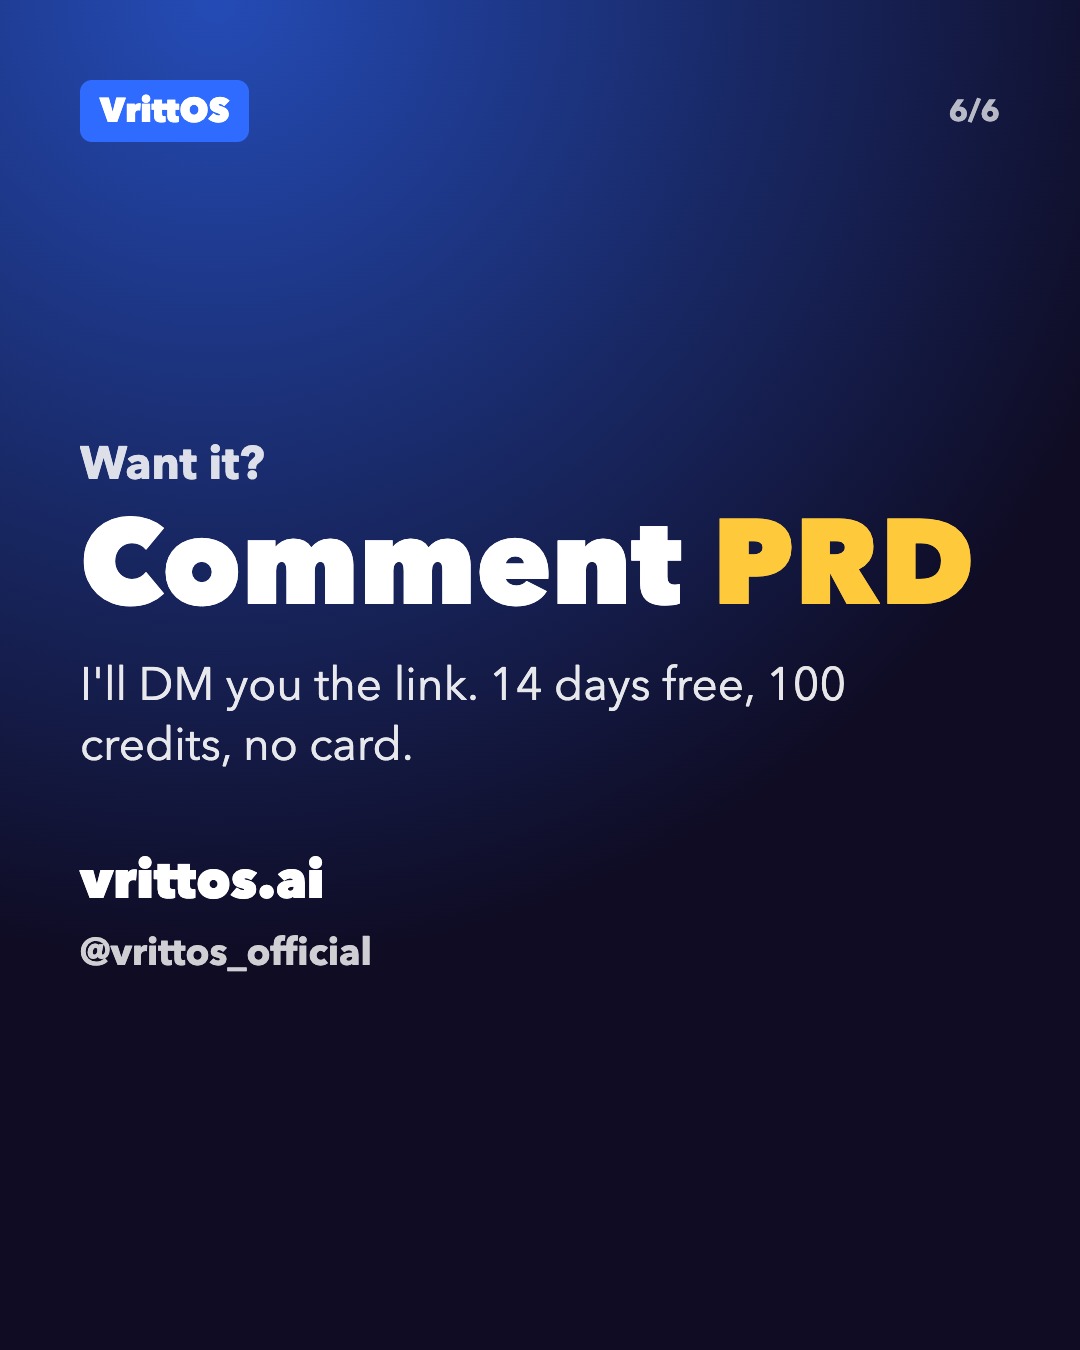 VrittOS
6/6
Want it?
Comment PRD
I'll DM you the link. 14 days free, 100
credits, no card.
vrittos.ai
@vrittos_official